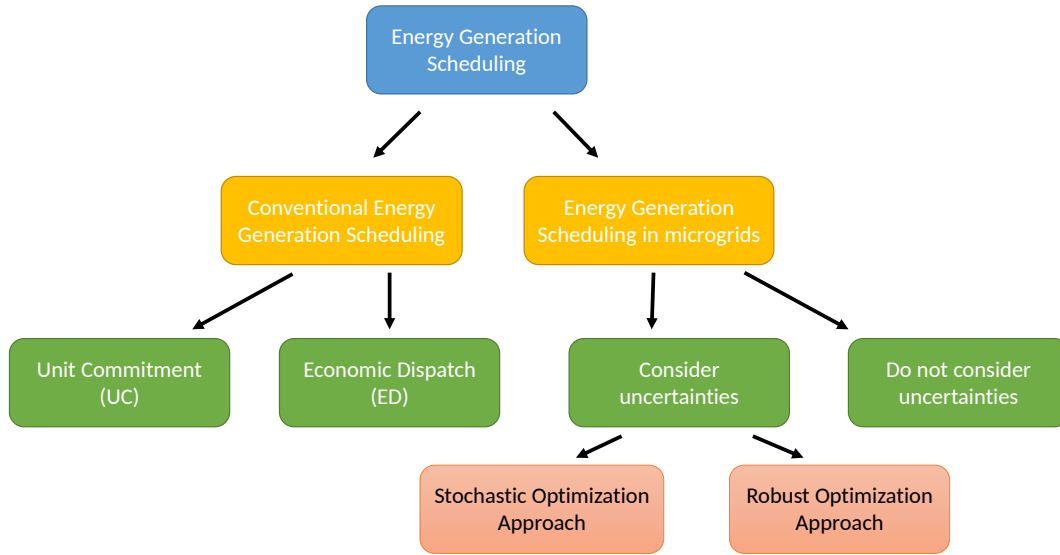 Energy Generation
Scheduling
Conventional Energy
Generation Scheduling
Energy Generation
Scheduling in microgrids
Unit Commitment
(UC)
Economic Dispatch
(ED)
Consider
uncertainties
Do not consider
uncertainties
Stochastic Optimization
Approach
Robust Optimization
Approach